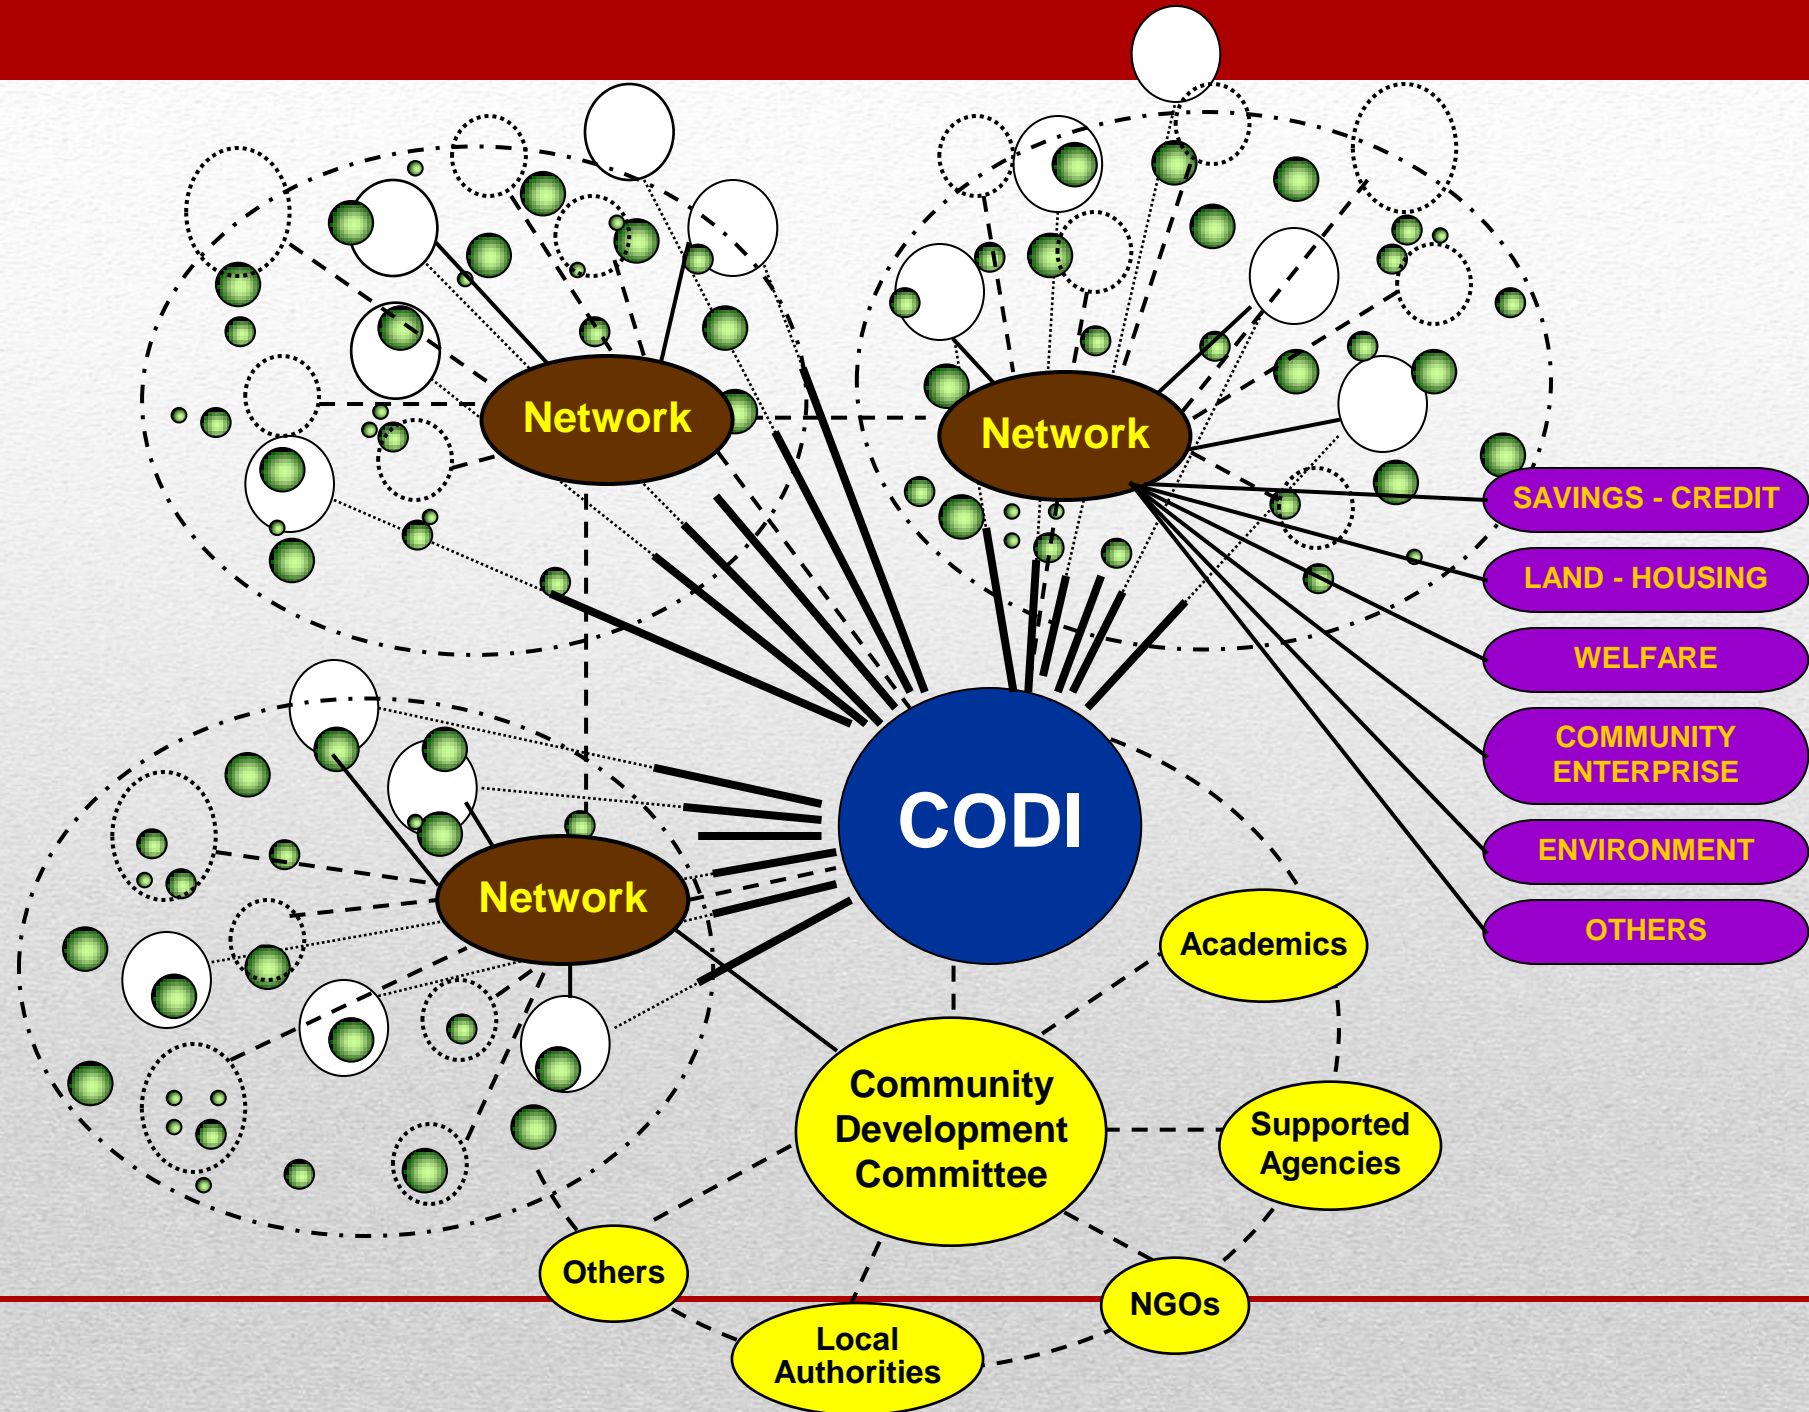 Network
Network
SAVINGS - CREDIT
LAND - HOUSING
WELFARE
COMMUNITY
ENTERPRISE
ENVIRONMENT
OTHERS
CODI
Network
Academics
Community
Development
Committee
Supported
Agencies
Others
NGOs
Local
Authorities